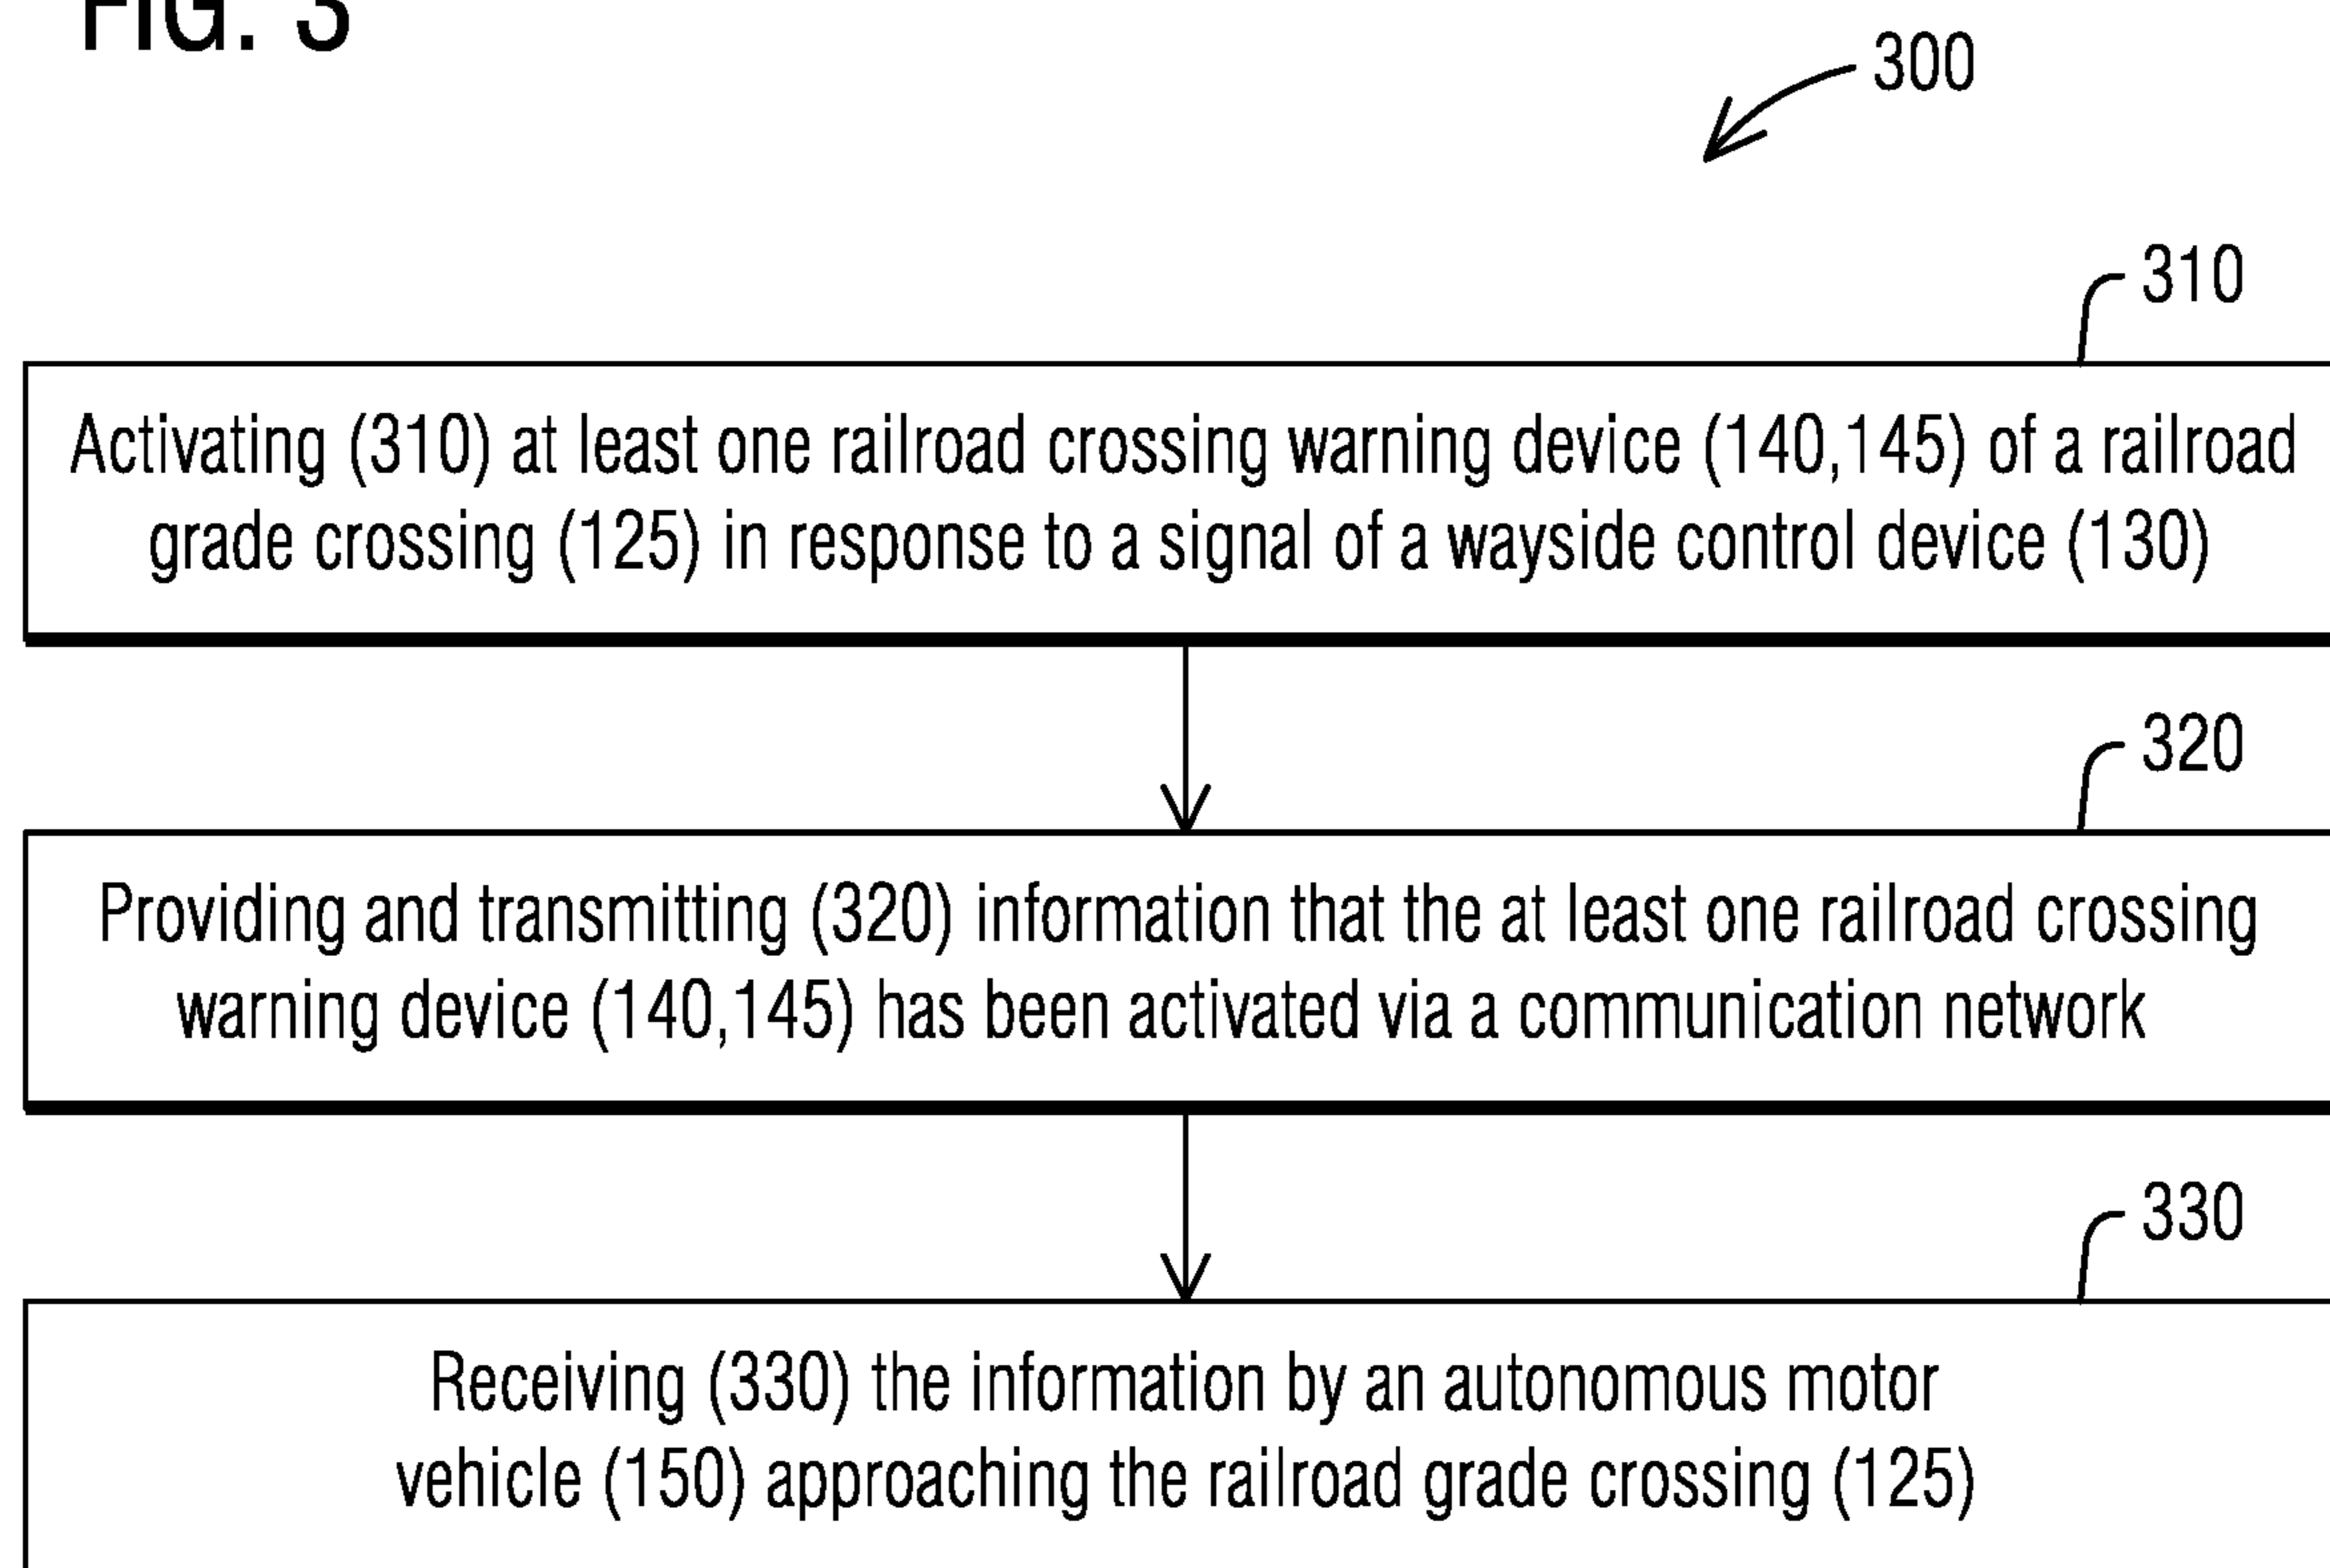 FIG. 3
300
310
Activating (310) at least one railroad crossing warning device (140,145) of a railroad
grade crossing (125) in response to a signal of a wayside control device (130)
320
Providing and transmitting (320) information that the at least one railroad crossing
warning device (140,145) has been activated via a communication network
330
Receiving (330) the information by an autonomous motor
vehicle (150) approaching the railroad grade crossing (125)